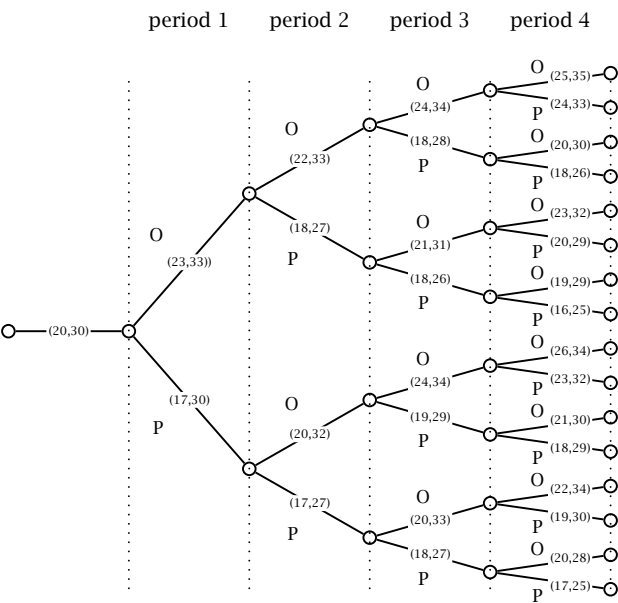 period 1 period 2 period 3 period 4
O (25,35)
O
(24,34)
(24,33)
P
O
O (20,30)
(18,28)
(22,33)
P
(18,26)
P
O (23,32)
O
(21,31)
(18,27)
O
(20,29)
P
P
(23,33))
O (19,29)
(18,26)
P
(16,25)
P
(20,30)
O (26,34)
O
(24,34)
(23,32)
P
(17,30)
O
O (21,30)
(19,29)
P
(20,32)
P
(18,29)
P
O (22,34)
O
(17,27)
(20,33)
(19,30)
P
P
O (20,28)
(18,27)
P
(17,25)
P